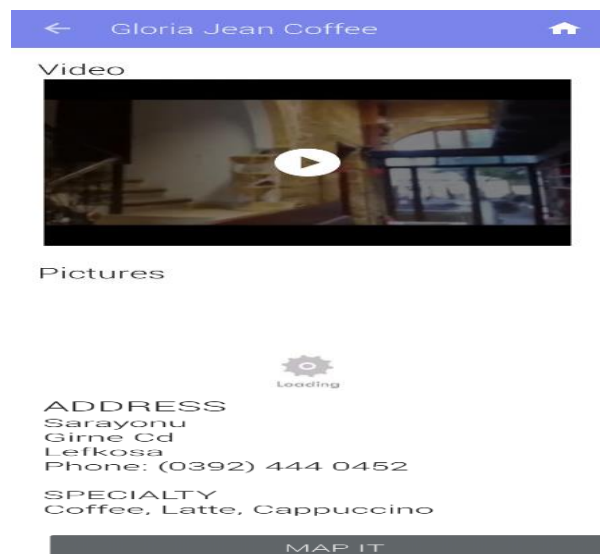 Gloria Jean Coffee
Video
Pictures
Loading
ADDRESS
Sarayonu
Girne Cd
Lefkosa
Phone: (0392) 444 0452
SPECIALTY
Coffee, Latte, Cappuccino
MAP IT